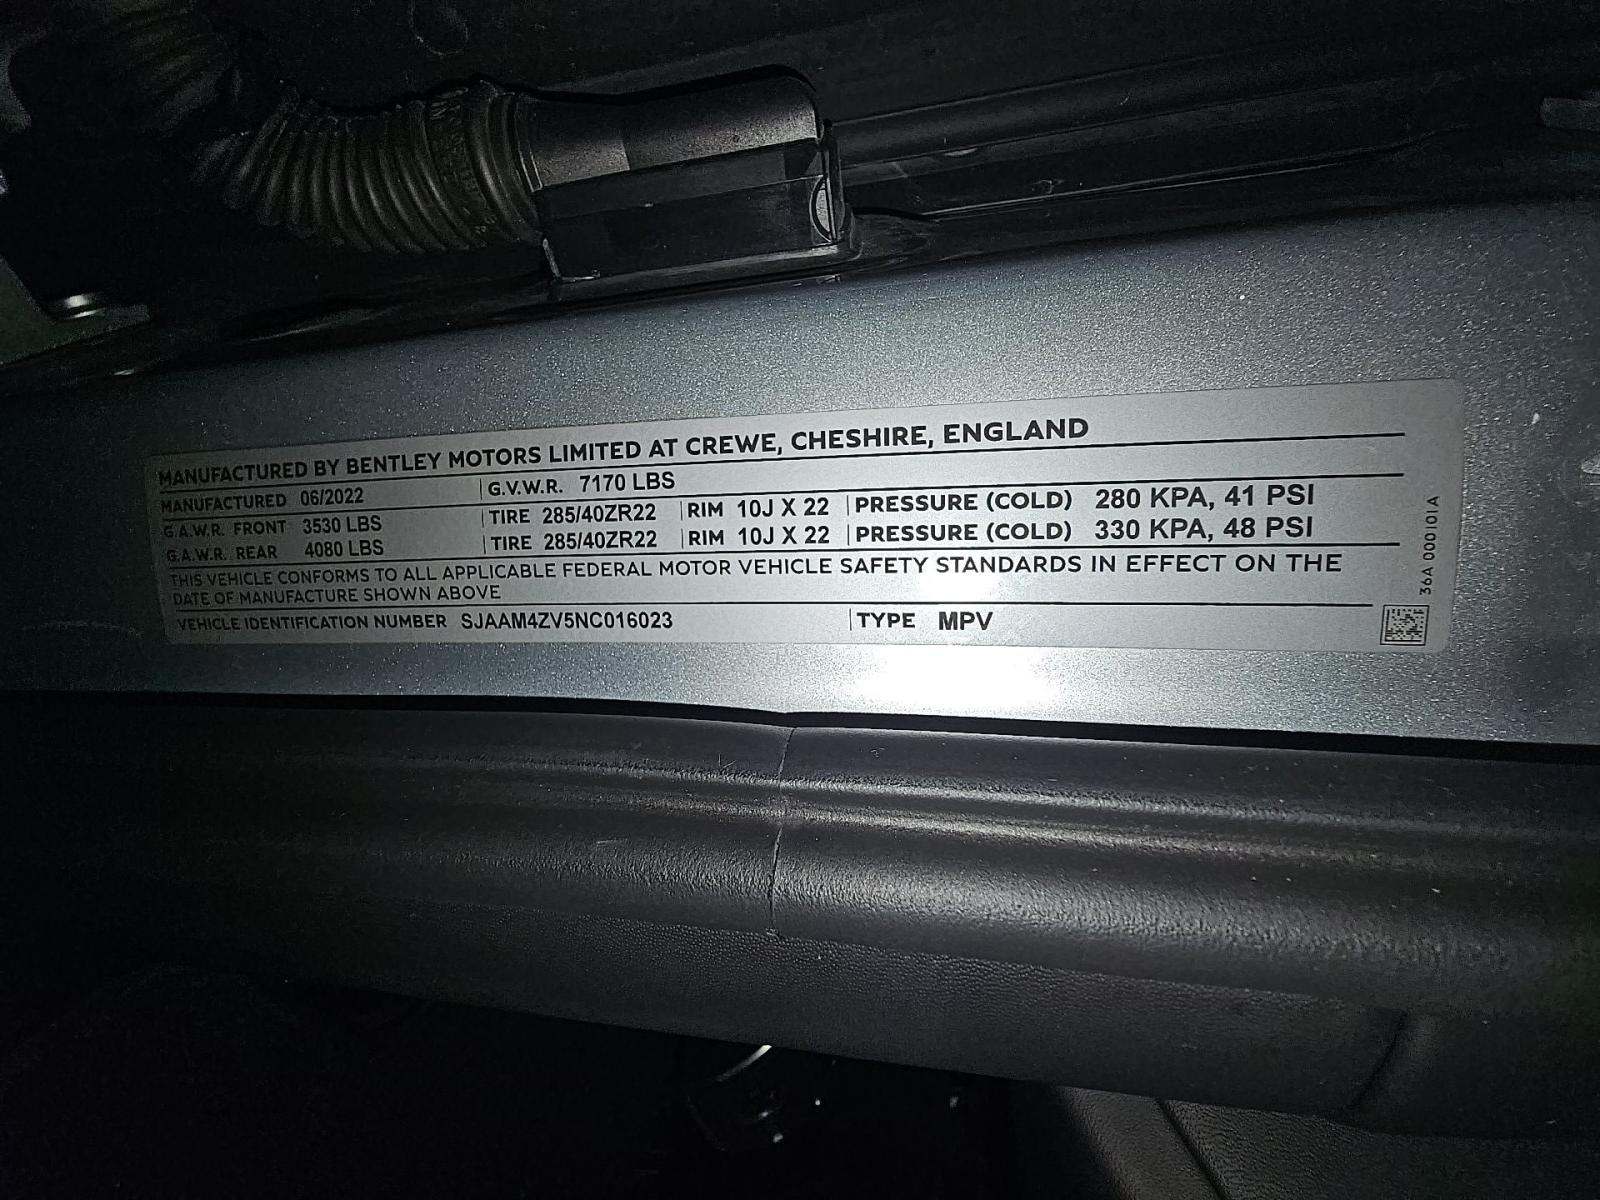 MANUFACTURED BY BENTLEY MOTORS LIMITED AT CREWE, CHESHIRE, ENGLAND
MANUFACTURED 06/2022 G.V.W.R. 7170 LBS
G.A.W.R. FRONT 3530 LBS TIRE 285/40ZR22 RIM 10J X 22 PRESSURE (COLD) 280 KPA, 41 PSI
G.A.W.R. REAR 4080 LBS TIRE 285/40ZR22 RIM 10J X 22 PRESSURE (COLD) 330 KPA, 48 PSI
THIS VEHICLE CONFORMS TO ALL APPLICABLE FEDERAL MOTOR VEHICLE SAFETY STANDARDS IN EFFECT ON THE
DATE OF MANUFACTURE SHOWN ABOVE
VEHICLE IDENTIFICATION NUMBER SJAAM4ZV5NC016023 TYPE MPV
36A 000 101 A